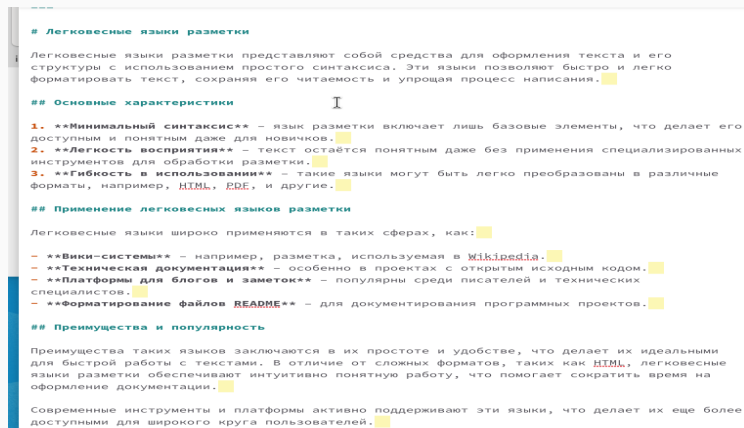 # Легковесные языки разметки
Легковесные языки разметки представляют собой средства для оформления текста и его
структуры с использованием простого синтаксиса. Эти языки позволяют быстро и легко
форматировать текст, сохраняя его читаемость и упрощая процесс написания.
## Основные характеристики
1. **Минимальный синтаксис** – язык разметки включает лишь базовые элементы, что делает его
доступным и понятным даже для новичков.
2. **Легкость восприятия** – текст остаётся понятным даже без применения специализированных
инструментов для обработки разметки.
3. **Гибкость в использовании** – такие языки могут быть легко преобразованы в различные
форматы, например, HTML, PDF, и другие.
## Применение легковесных языков разметки
Легковесные языки широко применяются в таких сферах, как:
– **Вики-системы** – например, разметка, используемая в Wikipedia.
– **Техническая документация** – особенно в проектах с открытым исходным кодом.
– **Платформы для блогов и заметок** – популярны среди писателей и технических
специалистов.
– **Форматирование файлов README** – для документирования программных проектов.
## Преимущества и популярность
Преимущества таких языков заключаются в их простоте и удобстве, что делает их идеальными
для быстрой работы с текстами. В отличие от сложных форматов, таких как HTML, легковесные
языки разметки обеспечивают интуитивно понятную работу, что помогает сократить время на
оформление документации.
Современные инструменты и платформы активно поддерживают эти языки, что делает их еще более
доступными для широкого круга пользователей.